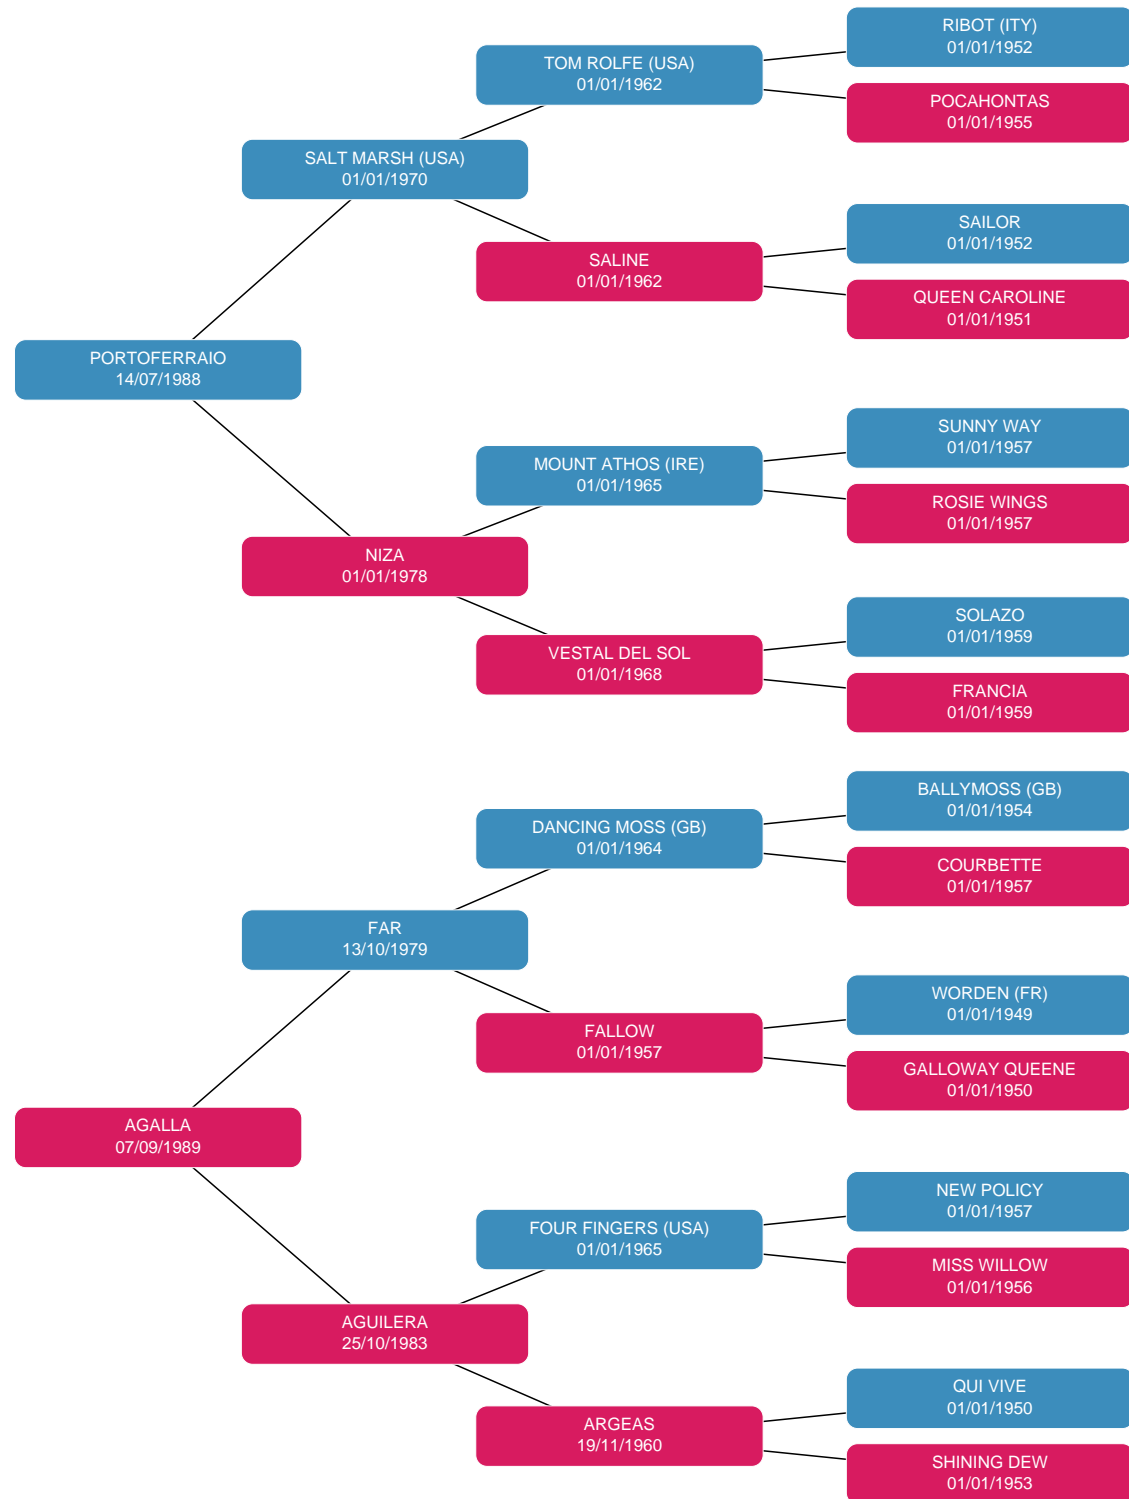 RIBOT (ITY)
01/01/1952
TOM ROLFE (USA)
01/01/1962
POCAHONTAS
01/01/1955
SALT MARSH (USA)
01/01/1970
SAILOR
01/01/1952
SALINE
01/01/1962
QUEEN CAROLINE
01/01/1951
PORTOFERRAIO
14/07/1988
SUNNY WAY
01/01/1957
MOUNT ATHOS (IRE)
01/01/1965
ROSIE WINGS
01/01/1957
NIZA
01/01/1978
SOLAZO
01/01/1959
VESTAL DEL SOL
01/01/1968
FRANCIA
01/01/1959
BALLYMOSS (GB)
01/01/1954
DANCING MOSS (GB)
01/01/1964
COURBETTE
01/01/1957
FAR
13/10/1979
WORDEN (FR)
01/01/1949
FALLOW
01/01/1957
GALLOWAY QUEENE
01/01/1950
AGALLA
07/09/1989
NEW POLICY
01/01/1957
FOUR FINGERS (USA)
01/01/1965
MISS WILLOW
01/01/1956
AGUILERA
25/10/1983
QUI VIVE
01/01/1950
ARGEAS
19/11/1960
SHINING DEW
01/01/1953